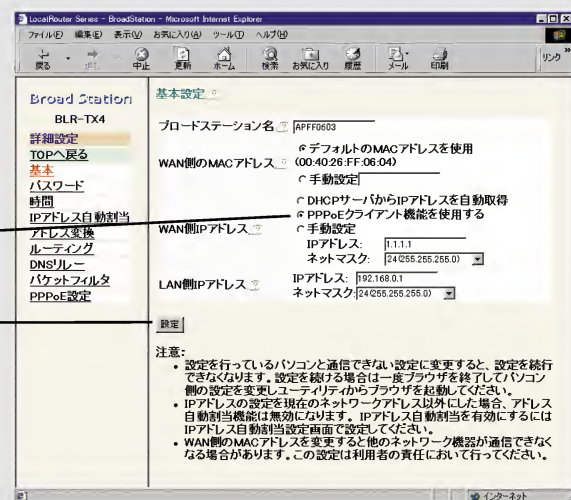 LocalRouter Series - BroadStation - Microsoft Internet Explorer
ファイル(F) 編集(E) 表示(V) お気に入り(A) ツール(T) ヘルプ(H)
戻る 進む 中止 更新 ホーム 検索 お気に入り 履歴 メール 印刷 リンク
Broad Station
BLR-TX4
詳細設定
TOPへ戻る
基本
パスワード
時間
IPアドレス自動割当
アドレス変換
ルーティング
DNSリレー
パケットフィルタ
PPPoE設定
基本設定
ブロードステーション名 APFF0603
WAN側のMACアドレス
デフォルトのMACアドレスを使用
(00:40:26:FF:06:04)
手動設定
WAN側IPアドレス
DHCPサーバからIPアドレスを自動取得
PPPoEクライアント機能を使用する
手動設定
IPアドレス: 1.1.1.1
ネットマスク: 24(255.255.255.0)
LAN側IPアドレス
IPアドレス: 192.168.0.1
ネットマスク: 24(255.255.255.0)
設定
注意:
• 設定を行っているパソコンと通信できない設定に変更すると、設定を続行
できなくなります。設定を続ける場合は一度ブラウザを終了してパソコン
側の設定を変更しユーティリティからブラウザを起動してください。
• IPアドレスの設定を現在のネットワークアドレス以外にした場合、アドレス
自動割当機能は無効になります。IPアドレス自動割当を有効にするには
IPアドレス自動割当設定画面で設定してください。
• WAN側のMACアドレスを変更すると他のネットワーク機器が通信できなく
なる場合があります。この設定は利用者の責任において行ってください。
インターネット